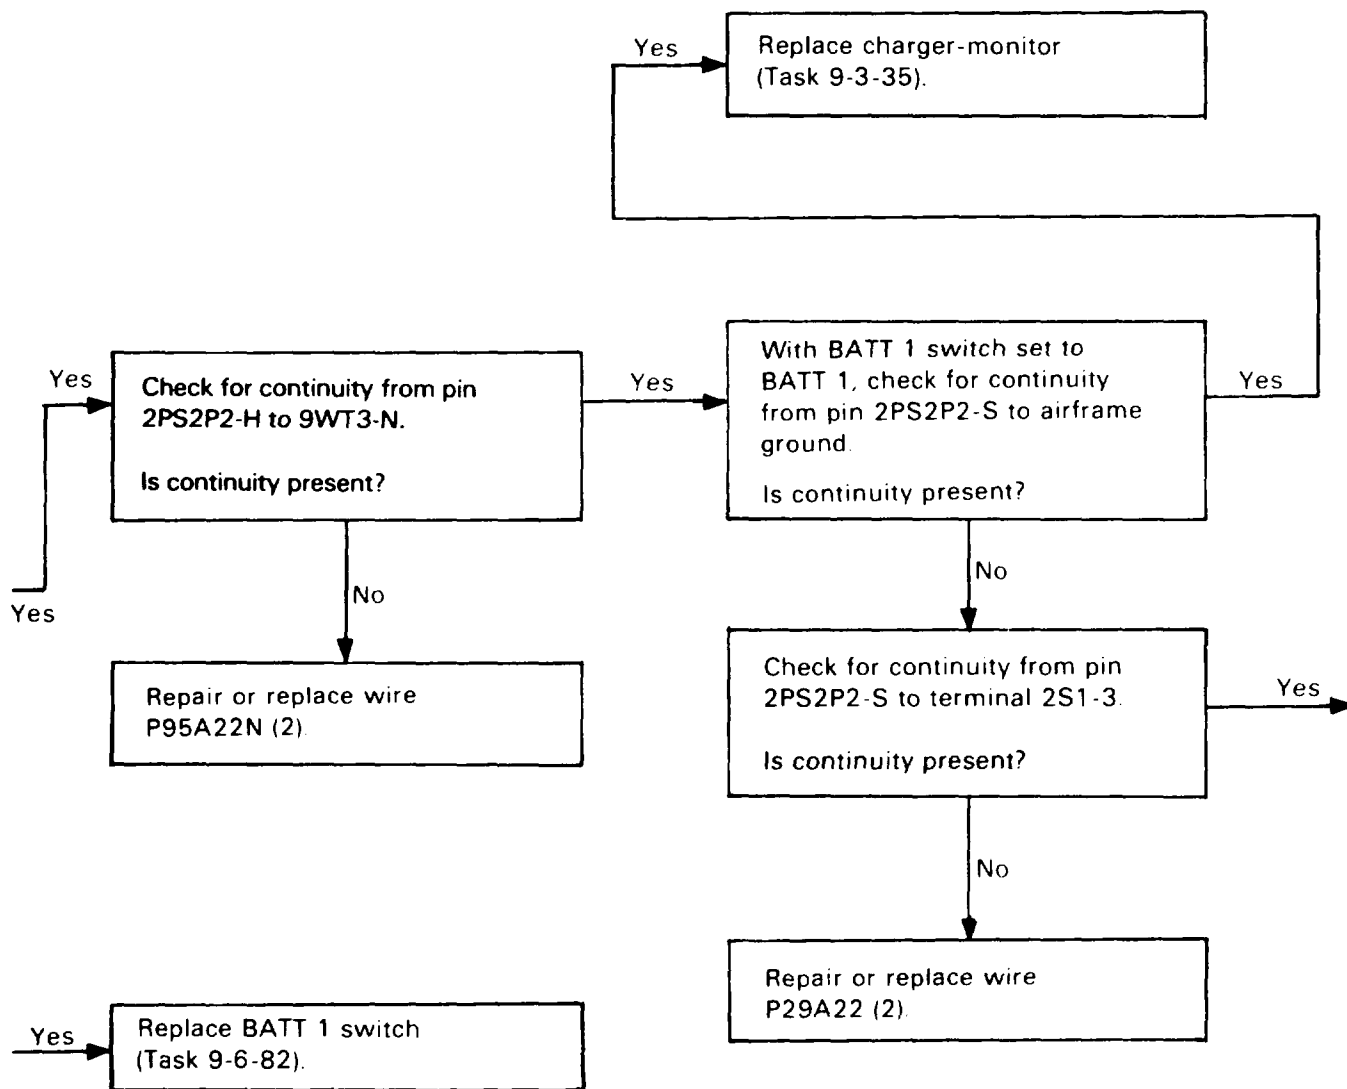 Yes
Replace charger-monitor
(Task 9-3-35).
Yes
Check for continuity from pin
2PS2P2-H to 9WT3-N.
Is continuity present?
Yes
With BATT 1 switch set to
BATT 1, check for continuity
from pin 2PS2P2-S to airframe
ground.
Is continuity present?
Yes
Yes
No
No
Repair or replace wire
P95A22N (2).
Check for continuity from pin
2PS2P2-S to terminal 2S1-3.
Is continuity present?
Yes
No
Repair or replace wire
P29A22 (2).
Yes
Replace BATT 1 switch
(Task 9-6-82).